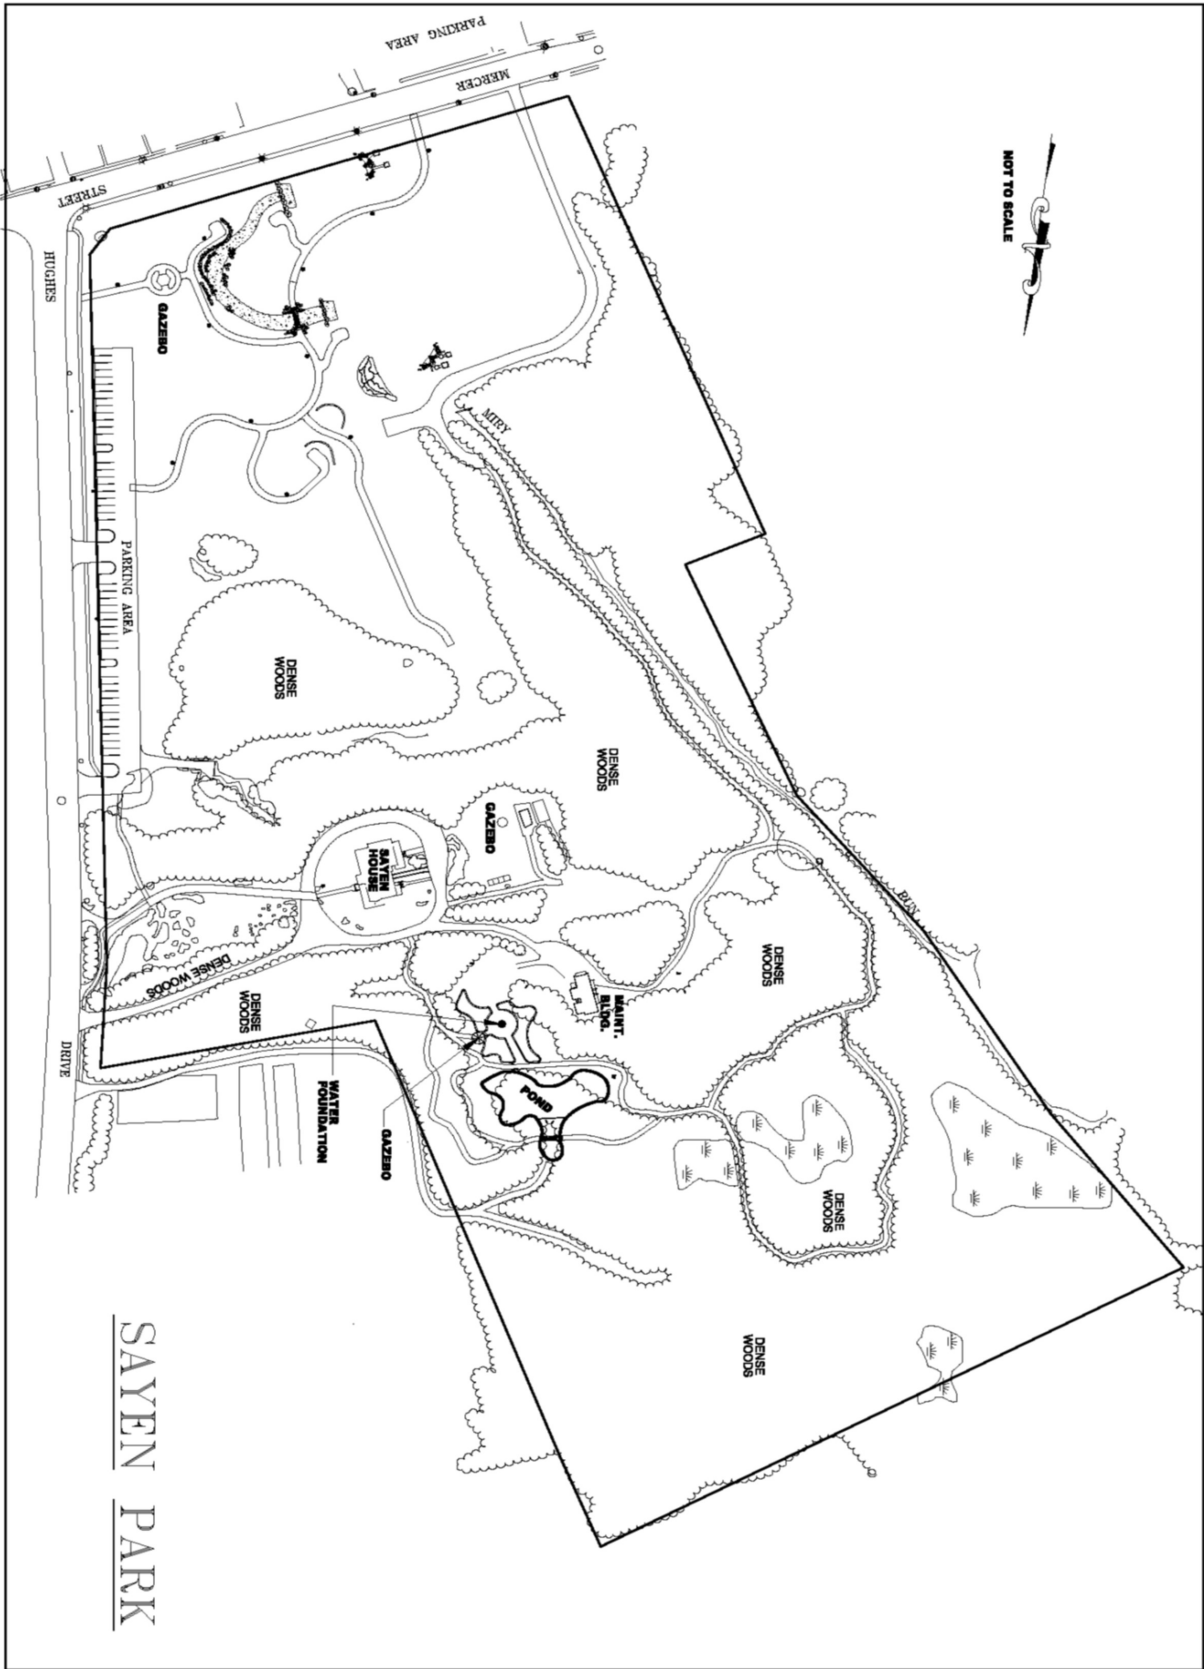 PARKING AREA
MERCER
STREET
NOT TO SCALE
HUGHES
GAZEBO
MIRY
PARKING AREA
DENSE
WOODS
DENSE
WOODS
GAZEBO
SAYEN
HOUSE
RUN
DENSE WOODS
DENSE
WOODS
DENSE
WOODS
MAINT.
BLDG.
DRIVE
WATER
FOUNDATION
GAZEBO
POND
DENSE
WOODS
DENSE
WOODS
SAYEN PARK